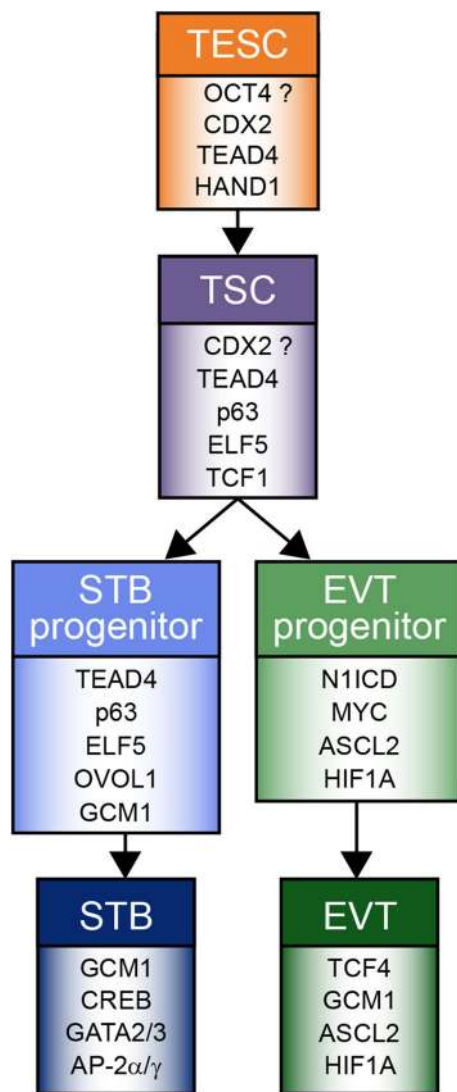 TESC
OCT4 ?
CDX2
TEAD4
HAND1
TSC
CDX2 ?
TEAD4
p63
ELF5
TCF1
STB
progenitor
TEAD4
p63
ELF5
OVOL1
GCM1
EVT
progenitor
N1ICD
MYC
ASCL2
HIF1A
STB
GCM1
CREB
GATA2/3
AP-2α/γ
EVT
TCF4
GCM1
ASCL2
HIF1A